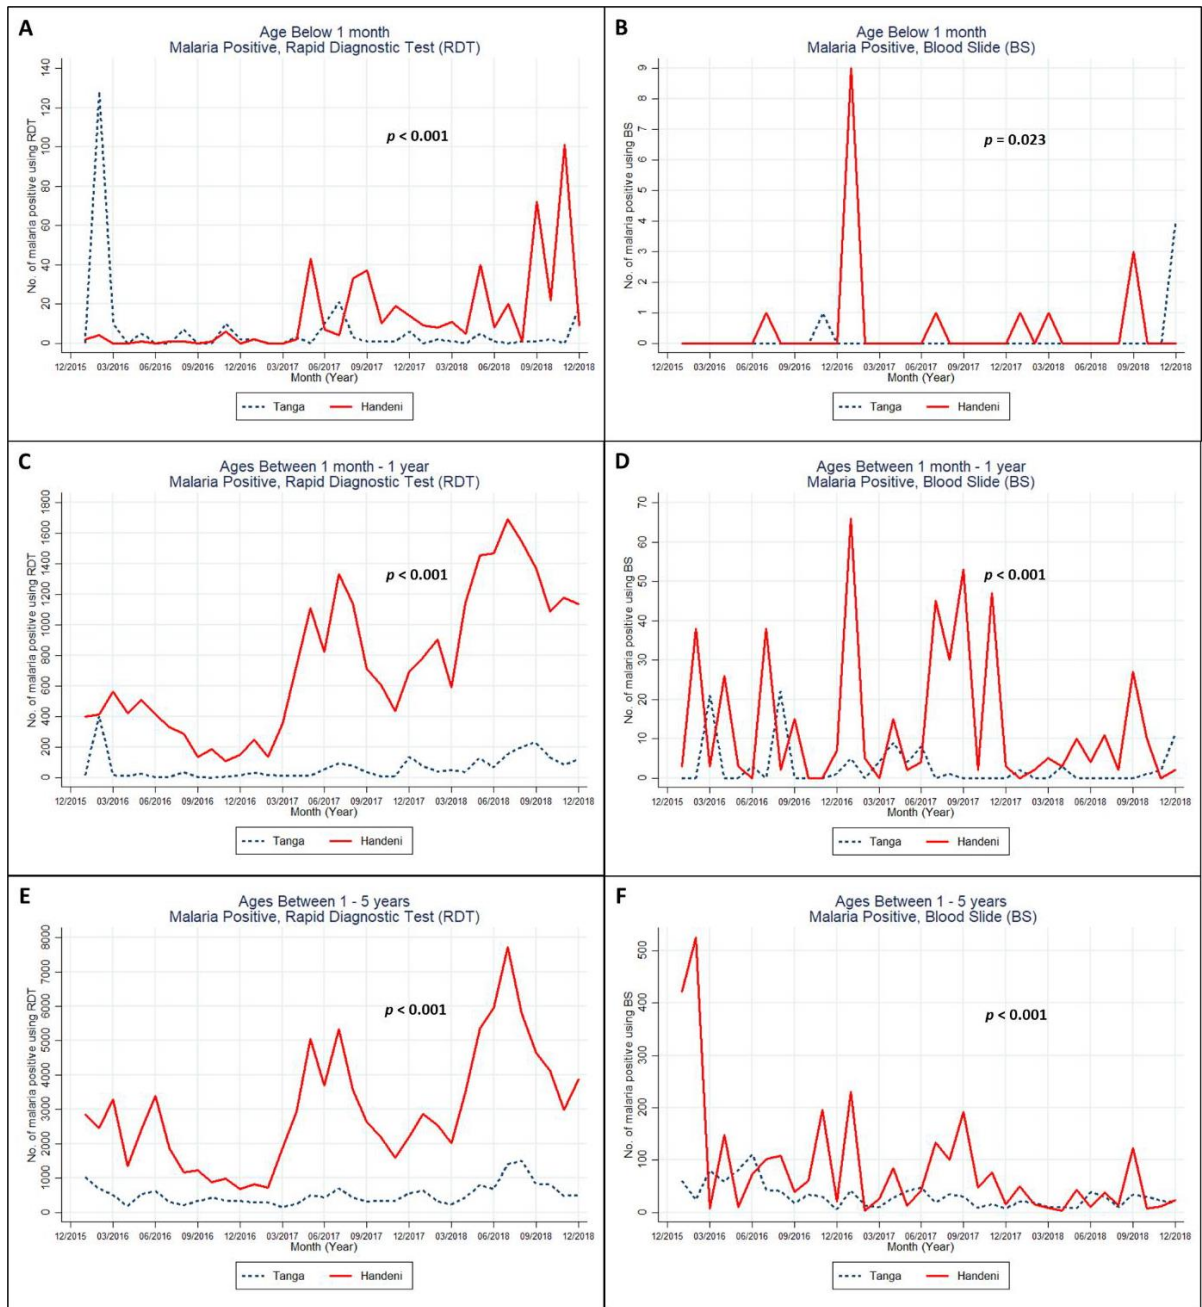 A
Age Below 1 month
Malaria Positive, Rapid Diagnostic Test (RDT)
No. of malaria positive using RDT
140
120
100
80
60
40
20
0
p < 0.001
12/2015 03/2016 06/2016 09/2016 12/2016 03/2017 06/2017 09/2017 12/2017 03/2018 06/2018 09/2018 12/2018
Month (Year)
Tanga Handeni
B
Age Below 1 month
Malaria Positive, Blood Slide (BS)
No. of malaria positive using BS
9
8
7
6
5
4
3
2
1
0
p = 0.023
12/2015 03/2016 06/2016 09/2016 12/2016 03/2017 06/2017 09/2017 12/2017 03/2018 06/2018 09/2018 12/2018
Month (Year)
Tanga Handeni
C
Ages Between 1 month - 1 year
Malaria Positive, Rapid Diagnostic Test (RDT)
No. of malaria positive using RDT
1800
1600
1400
1200
1000
800
600
400
200
0
p < 0.001
12/2015 03/2016 06/2016 09/2016 12/2016 03/2017 06/2017 09/2017 12/2017 03/2018 06/2018 09/2018 12/2018
Month (Year)
Tanga Handeni
D
Ages Between 1 month - 1 year
Malaria Positive, Blood Slide (BS)
No. of malaria positive using BS
70
60
50
40
30
20
10
0
p < 0.001
12/2015 03/2016 06/2016 09/2016 12/2016 03/2017 06/2017 09/2017 12/2017 03/2018 06/2018 09/2018 12/2018
Month (Year)
Tanga Handeni
E
Ages Between 1 - 5 years
Malaria Positive, Rapid Diagnostic Test (RDT)
No. of malaria positive using RDT
8000
7000
6000
5000
4000
3000
2000
1000
0
p < 0.001
12/2015 03/2016 06/2016 09/2016 12/2016 03/2017 06/2017 09/2017 12/2017 03/2018 06/2018 09/2018 12/2018
Month (Year)
Tanga Handeni
F
Ages Between 1 - 5 years
Malaria Positive, Blood Slide (BS)
No. of malaria positive using BS
500
400
300
200
100
0
p < 0.001
12/2015 03/2016 06/2016 09/2016 12/2016 03/2017 06/2017 09/2017 12/2017 03/2018 06/2018 09/2018 12/2018
Month (Year)
Tanga Handeni